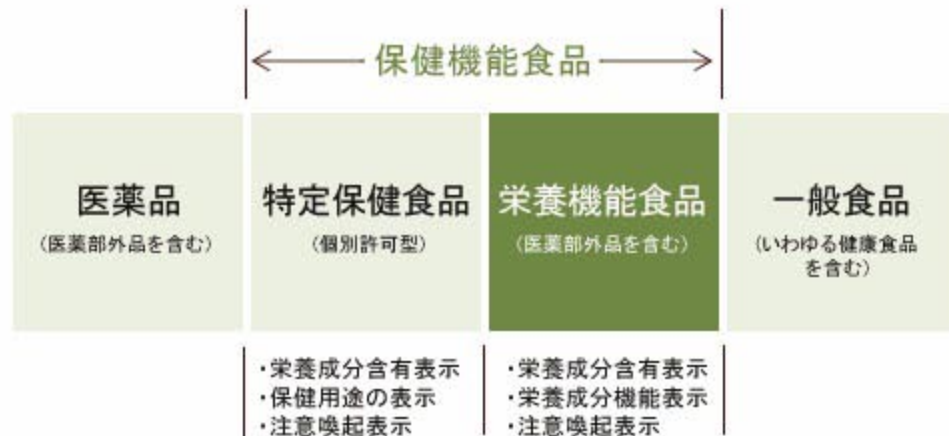 保健機能食品
医薬品
(医薬部外品を含む)
特定保健食品
(個別許可型)
栄養機能食品
(医薬部外品を含む)
一般食品
(いわゆる健康食品
を含む)
・栄養成分含有表示
・保健用途の表示
・注意喚起表示
・栄養成分含有表示
・栄養成分機能表示
・注意喚起表示